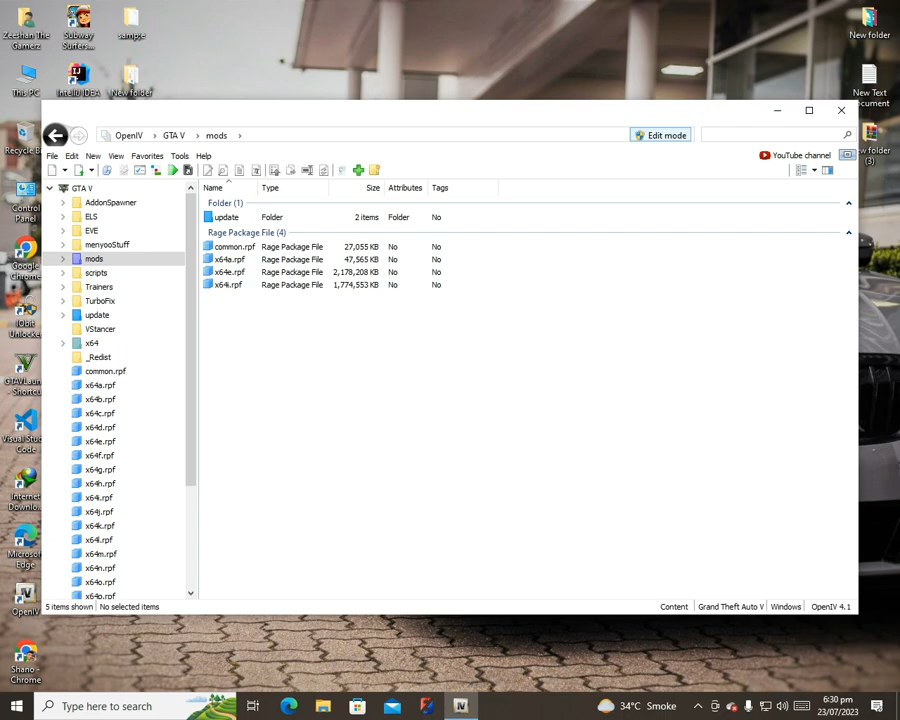 Zeeshan The Gamerz
Subway Surfers...
sample
New folder
This PC
IntelliJ IDEA
New folder
New Text Document
Recycle B
Control Panel
Google Chrome
IObit Unlocker
GTAVLaun - Shortcu
Visual Stud Code
Internet Downlo...
Microsof Edge
OpenIV
Shano - Chrome
folder (3)
OpenIV › GTA V › mods ›
Edit mode
File Edit New View Favorites Tools Help
YouTube channel
GTA V
AddonSpawner
ELS
EVE
menyooStuff
mods
scripts
Trainers
TurboFix
update
VStancer
x64
_Redist
common.rpf
x64a.rpf
x64b.rpf
x64c.rpf
x64d.rpf
x64e.rpf
x64f.rpf
x64g.rpf
x64h.rpf
x64i.rpf
x64j.rpf
x64k.rpf
x64l.rpf
x64m.rpf
x64n.rpf
x64o.rpf
x64p.rpf
Name Type Size Attributes Tags
Folder (1)
update Folder 2 items Folder No
Rage Package File (4)
common.rpf Rage Package File 27,055 KB No No
x64a.rpf Rage Package File 47,565 KB No No
x64e.rpf Rage Package File 2,178,208 KB No No
x64i.rpf Rage Package File 1,774,553 KB No No
5 items shown No selected items
Content Grand Theft Auto V Windows OpenIV 4.1
Type here to search
34°C Smoke
6:30 pm
23/07/2023